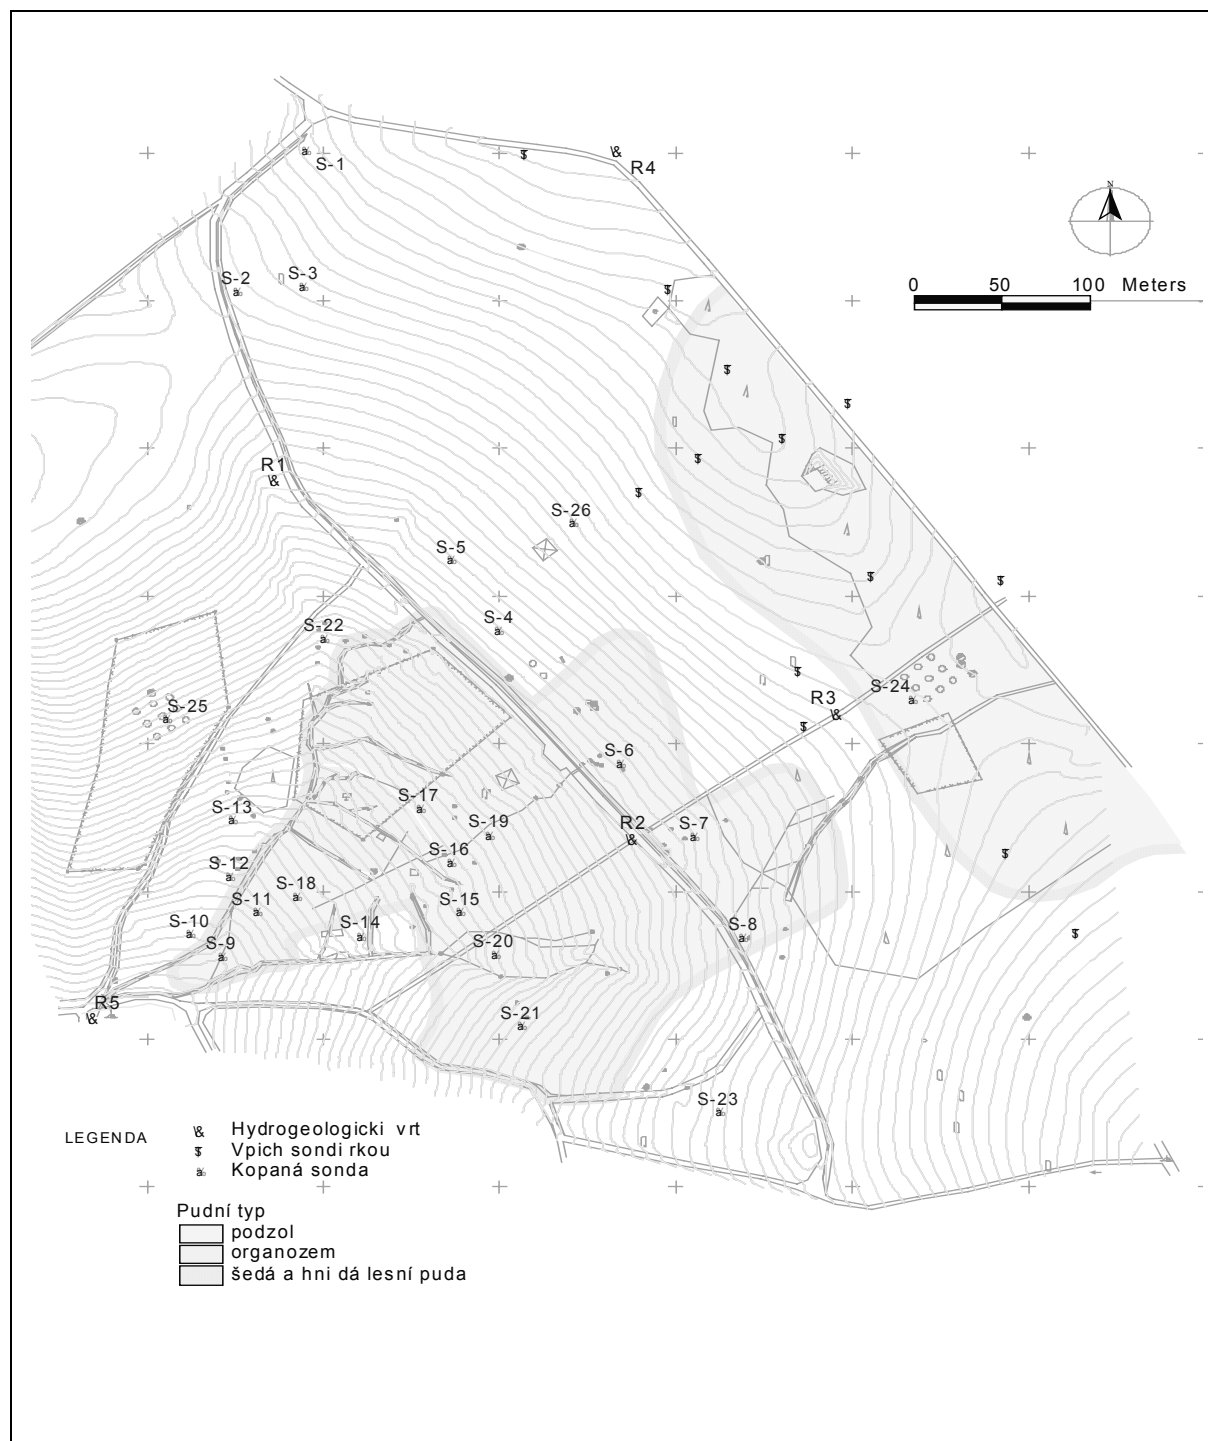 S-1
R4
N
S-2
S-3
0 50 100 Meters
R1
S-26
S-5
S-4
S-22
S-24
R3
S-25
S-6
S-17
S-13
S-19
R2
S-7
S-16
S-12
S-18
S-11
S-15
S-10
S-14
S-8
S-9
S-20
R5
S-21
S-23
LEGENDA
Hydrogeologicki vrt
Vpich sondi rkou
Kopaná sonda
Pudní typ
podzol
organozem
šedá a hni dá lesní puda